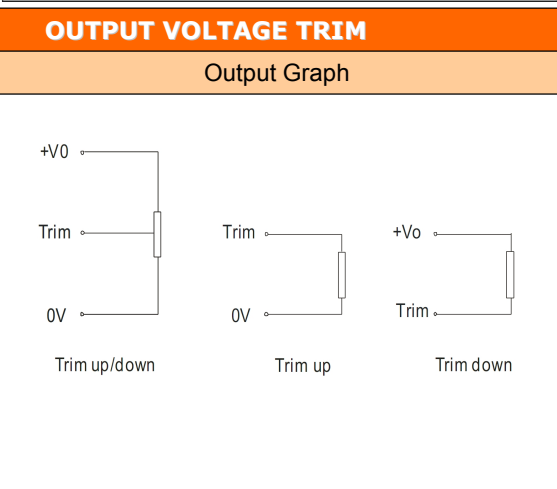 OUTPUT VOLTAGE TRIM
Output Graph
+V0
Trim
0V
Trim up/down
Trim
0V
Trim up
+Vo
Trim
Trim down